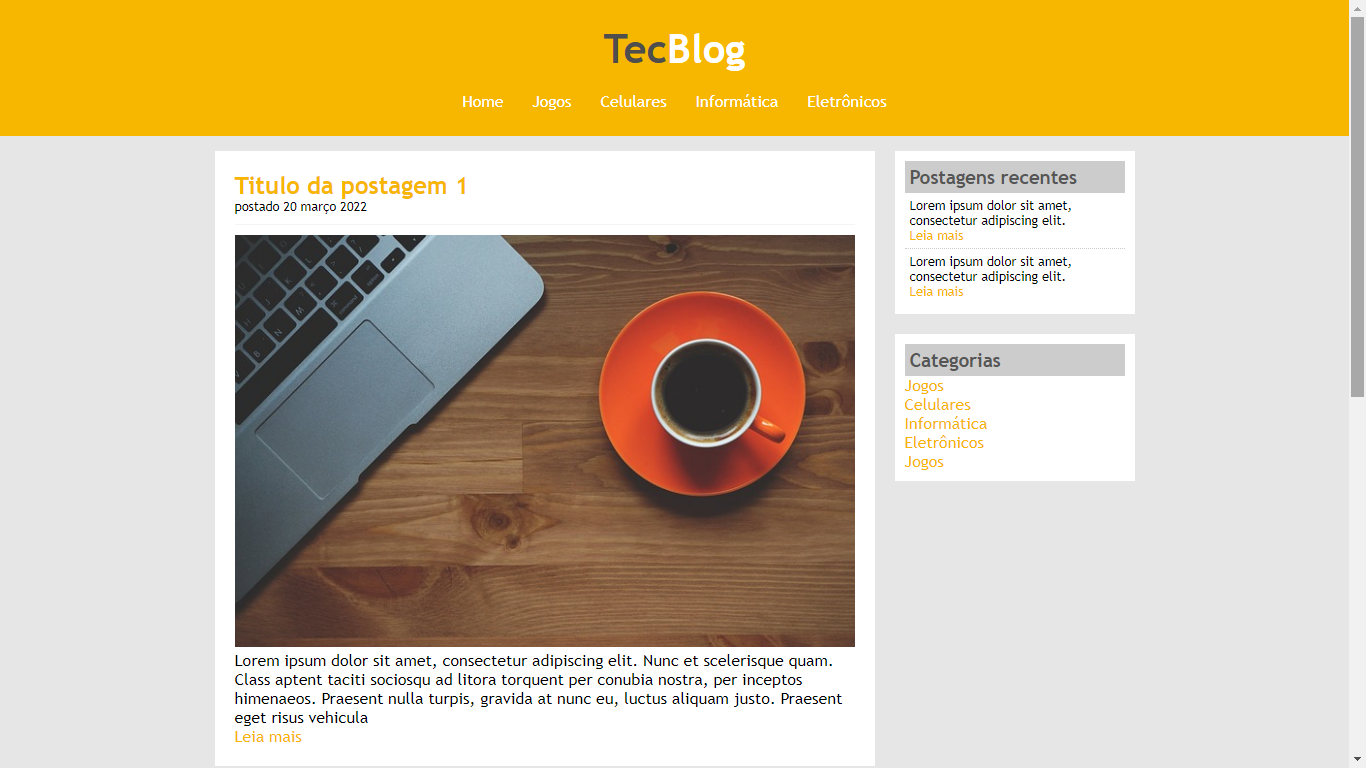 TecBlog
Home Jogos Celulares Informática Eletrônicos
Titulo da postagem 1
postado 20 março 2022
Lorem ipsum dolor sit amet, consectetur adipiscing elit. Nunc et scelerisque quam.
Class aptent taciti sociosqu ad litora torquent per conubia nostra, per inceptos
himenaeos. Praesent nulla turpis, gravida at nunc eu, luctus aliquam justo. Praesent
eget risus vehicula
Leia mais
Postagens recentes
Lorem ipsum dolor sit amet,
consectetur adipiscing elit.
Leia mais
Lorem ipsum dolor sit amet,
consectetur adipiscing elit.
Leia mais
Categorias
Jogos
Celulares
Informática
Eletrônicos
Jogos